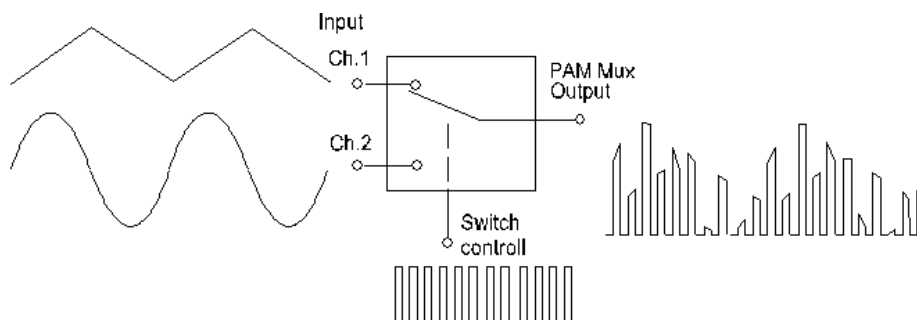 Input
Ch.1
PAM Mux
Output
Ch.2
Switch
controll